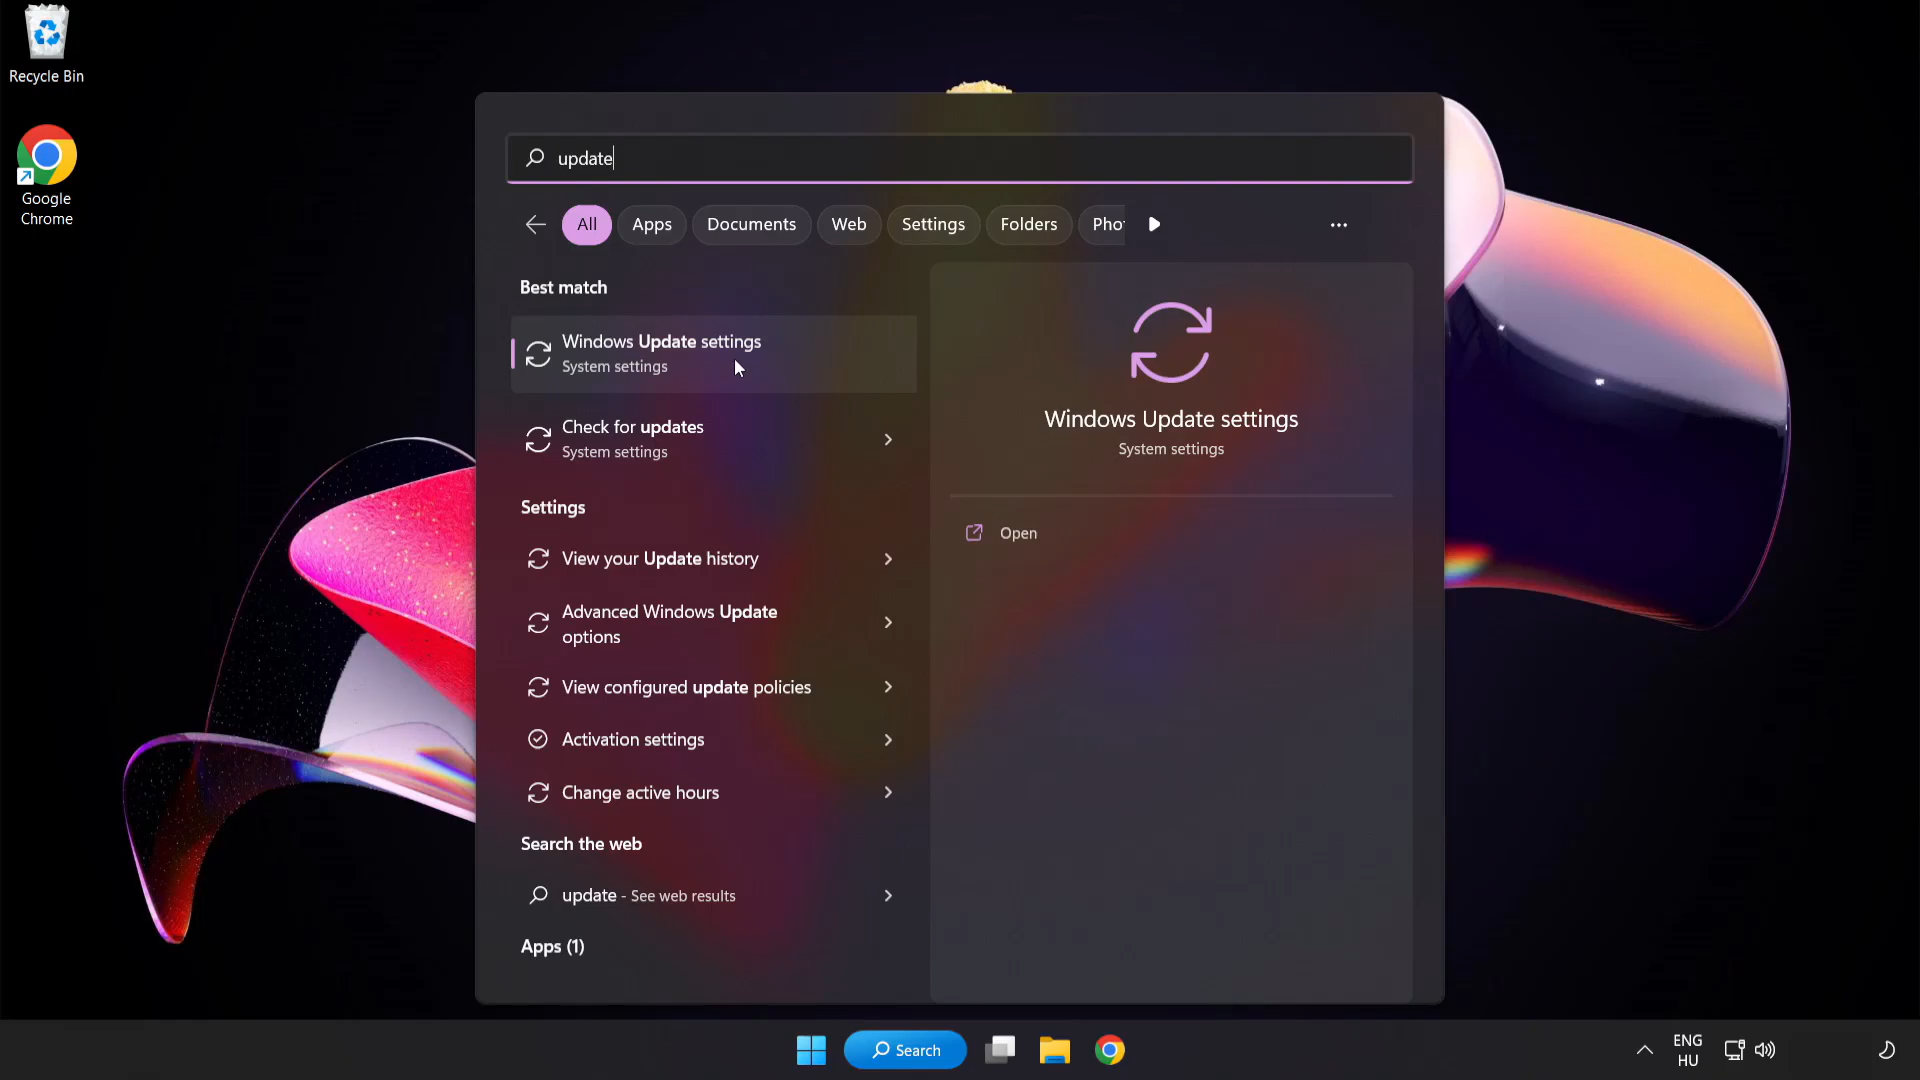 Recycle Bin
Google
Chrome
update
All
Apps
Documents
Web
Settings
Folders
Pho
Best match
Windows Update settings
System settings
Check for updates
System settings
Settings
View your Update history
Advanced Windows Update
options
View configured update policies
Activation settings
Change active hours
Search the web
update - See web results
Apps (1)
Windows Update settings
System settings
Open
Search
ENG
HU